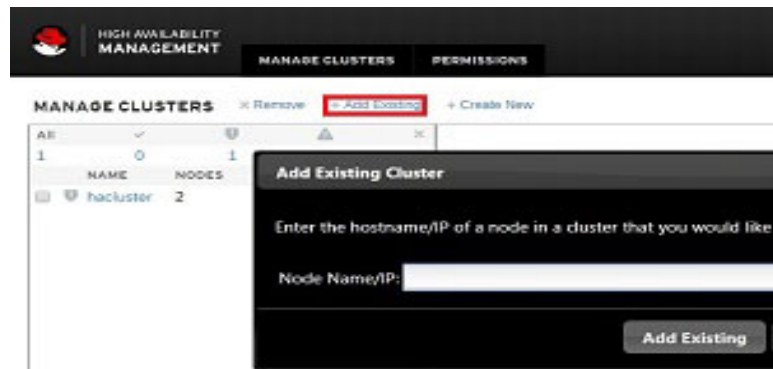 HIGH AVAILABILITY
MANAGEMENT
MANAGE CLUSTERS PERMISSIONS
MANAGE CLUSTERS × Remove + Add Existing + Create New
All
1 0 1
NAME NODES
hacluster 2
Add Existing Cluster
Enter the hostname/IP of a node in a cluster that you would like
Node Name/IP:
Add Existing